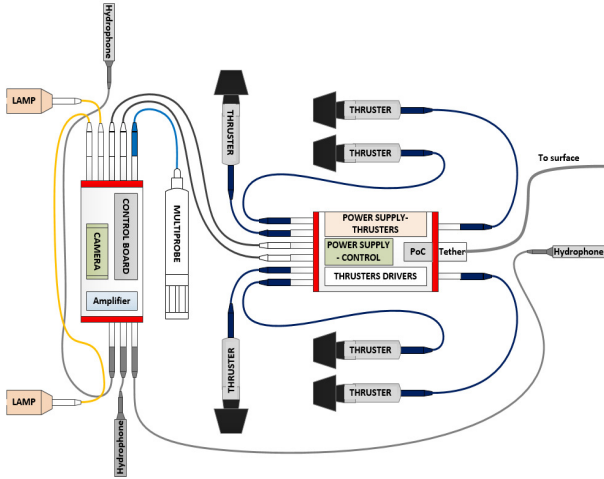 Hydrophone
LAMP
THRUSTER
THRUSTER
THRUSTER
To surface
CONTROL BOARD
CAMERA
MULTIPROBE
POWER SUPPLY-
THRUSTERS
POWER SUPPLY
- CONTROL
PoC
Tether
Hydrophone
THRUSTERS DRIVERS
Amplifier
THRUSTER
THRUSTER
THRUSTER
LAMP
Hydrophone